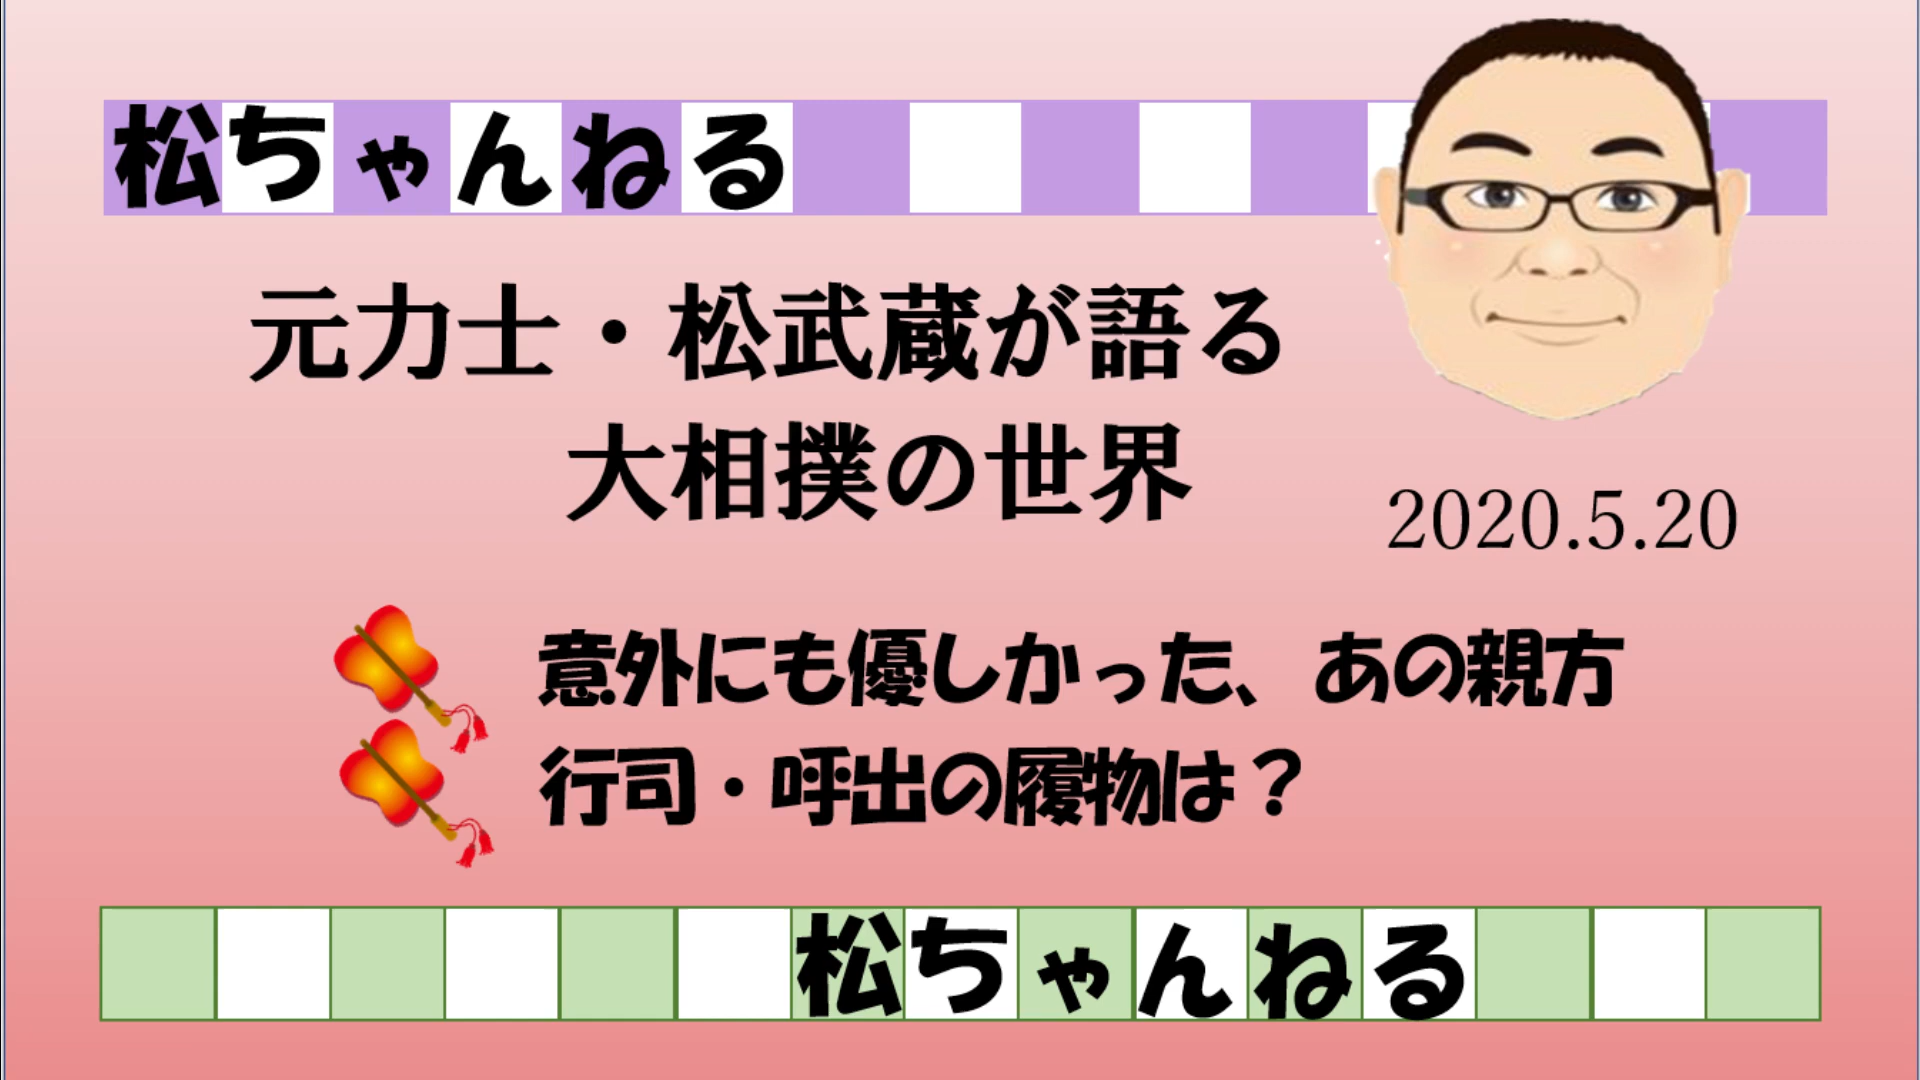 松ちゃんねる
元力士・松武蔵が語る
大相撲の世界
2020.5.20
意外にも優しかった、あの親方
行司・呼出の履物は？
松ちゃんねる